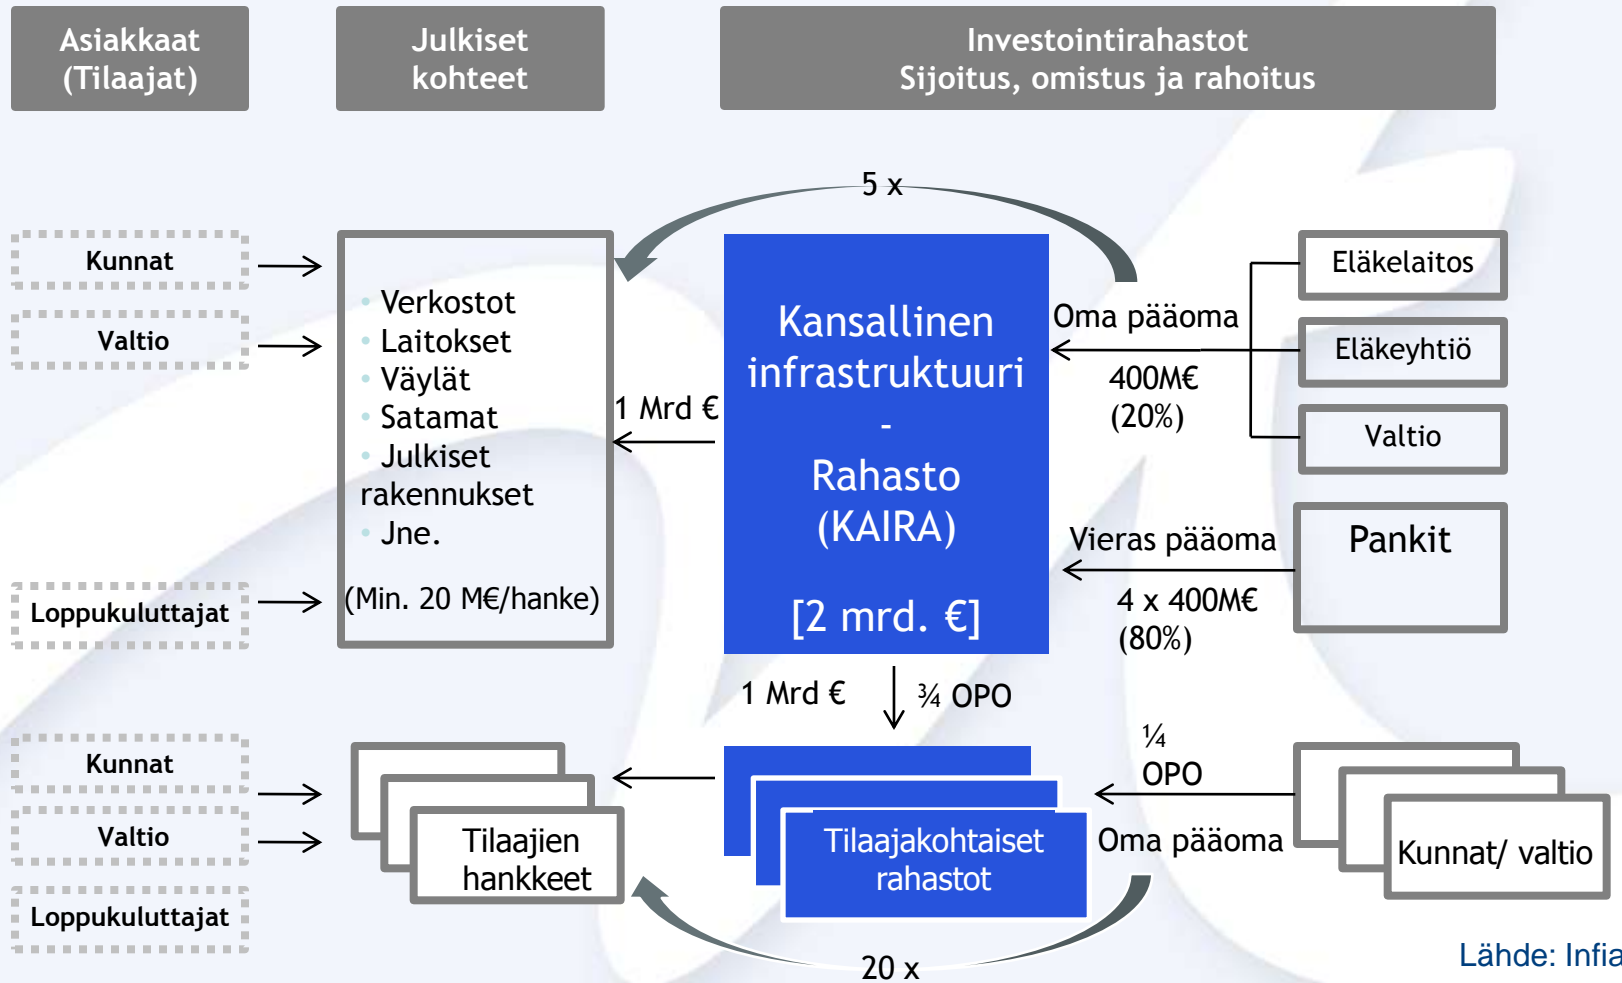 Asiakkaat
(Tilaajat)
Julkiset
kohteet
Investointirahastot
Sijoitus, omistus ja rahoitus
5 x
Kunnat
Valtio
Loppukuluttajat
• Verkostot
• Laitokset
• Väylät
• Satamat
• Julkiset
rakennukset
• Jne.
(Min. 20 M€/hanke)
1 Mrd €
Kansallinen
infrastruktuuri
-
Rahasto
(KAIRA)
[2 mrd. €]
Oma pääoma
400M€
(20%)
Eläkelaitos
Eläkeyhtiö
Valtio
Vieras pääoma
4 x 400M€
(80%)
Pankit
1 Mrd €
¾ OPO
Kunnat
Valtio
Loppukuluttajat
Tilaajien
hankkeet
Tilaajakohtaiset
rahastot
¼
OPO
Oma pääoma
Kunnat/ valtio
20 x
Lähde: Infia